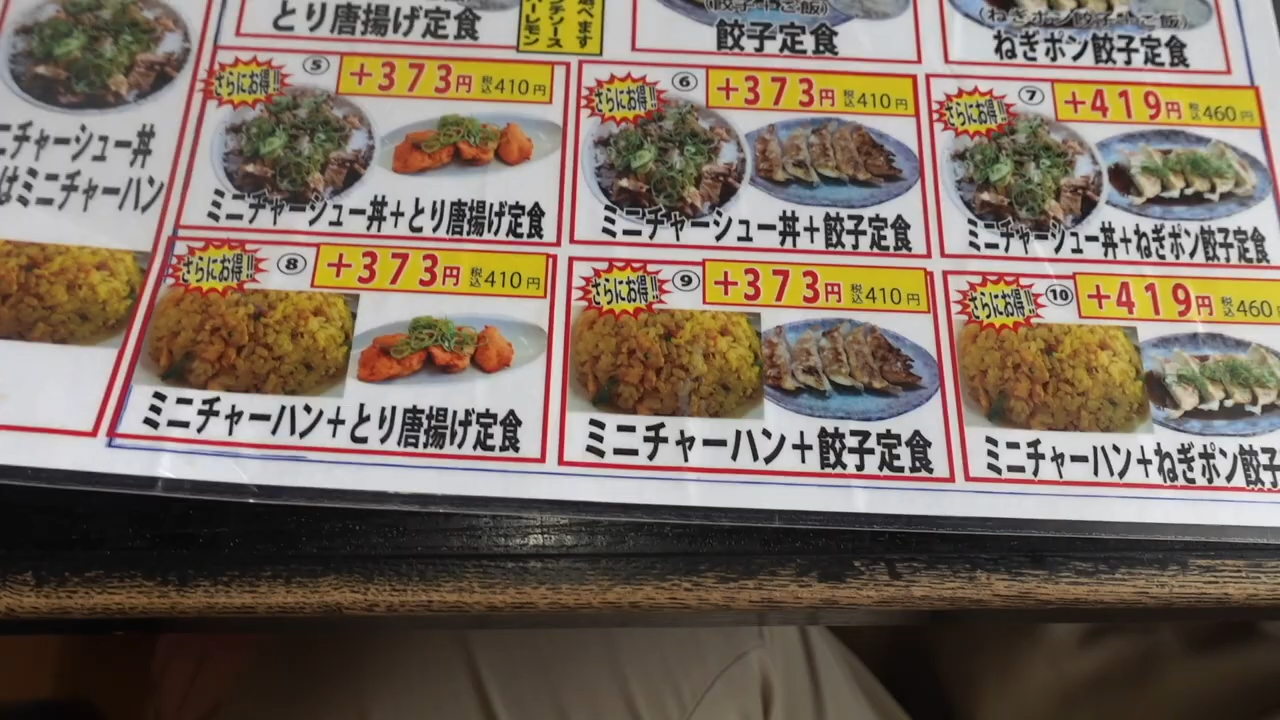 とり唐揚げ定食
餃子定食
ねぎポン餃子定食
ニチャーシュー丼
はミニチャーハン
さらにお得!!
⑤
+373円 税込410円
ミニチャーシュー丼+とり唐揚げ定食
さらにお得!!
⑥
+373円 税込410円
ミニチャーシュー丼+餃子定食
さらにお得!!
⑦
+419円 税込460円
ミニチャーシュー丼+ねぎポン餃子定食
さらにお得!!
⑧
+373円 税込410円
ミニチャーハン+とり唐揚げ定食
さらにお得!!
⑨
+373円 税込410円
ミニチャーハン+餃子定食
さらにお得!!
⑩
+419円 税込460
ミニチャーハン+ねぎポン餃子